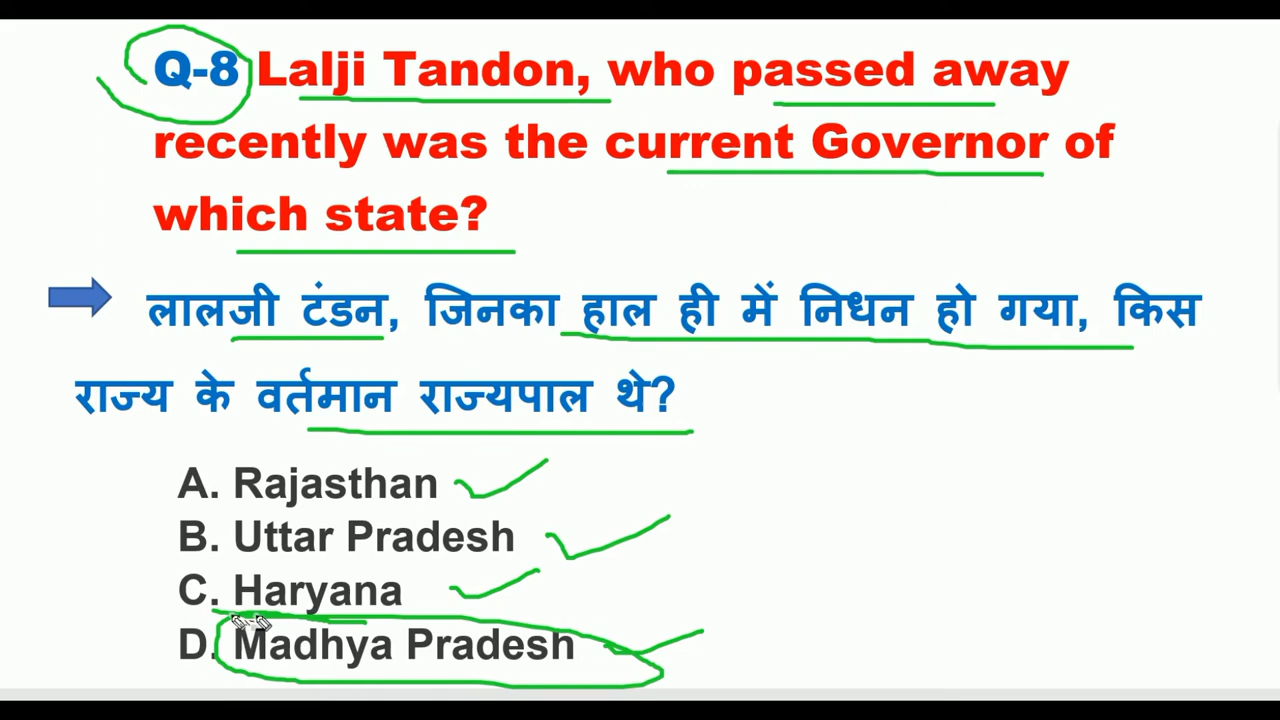 Q-8 Lalji Tandon, who passed away
recently was the current Governor of
which state?
लालजी टंडन, जिनका हाल ही में निधन हो गया, किस
राज्य के वर्तमान राज्यपाल थे?
A. Rajasthan
B. Uttar Pradesh
C. Haryana
D. Madhya Pradesh